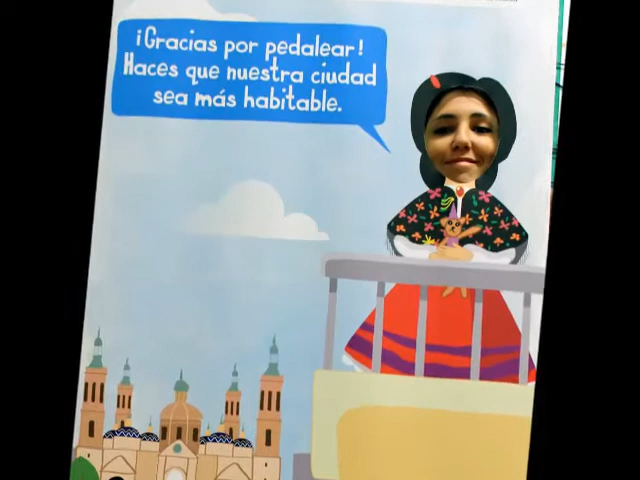 ¡Gracias por pedalear!
Haces que nuestra ciudad
sea más habitable.